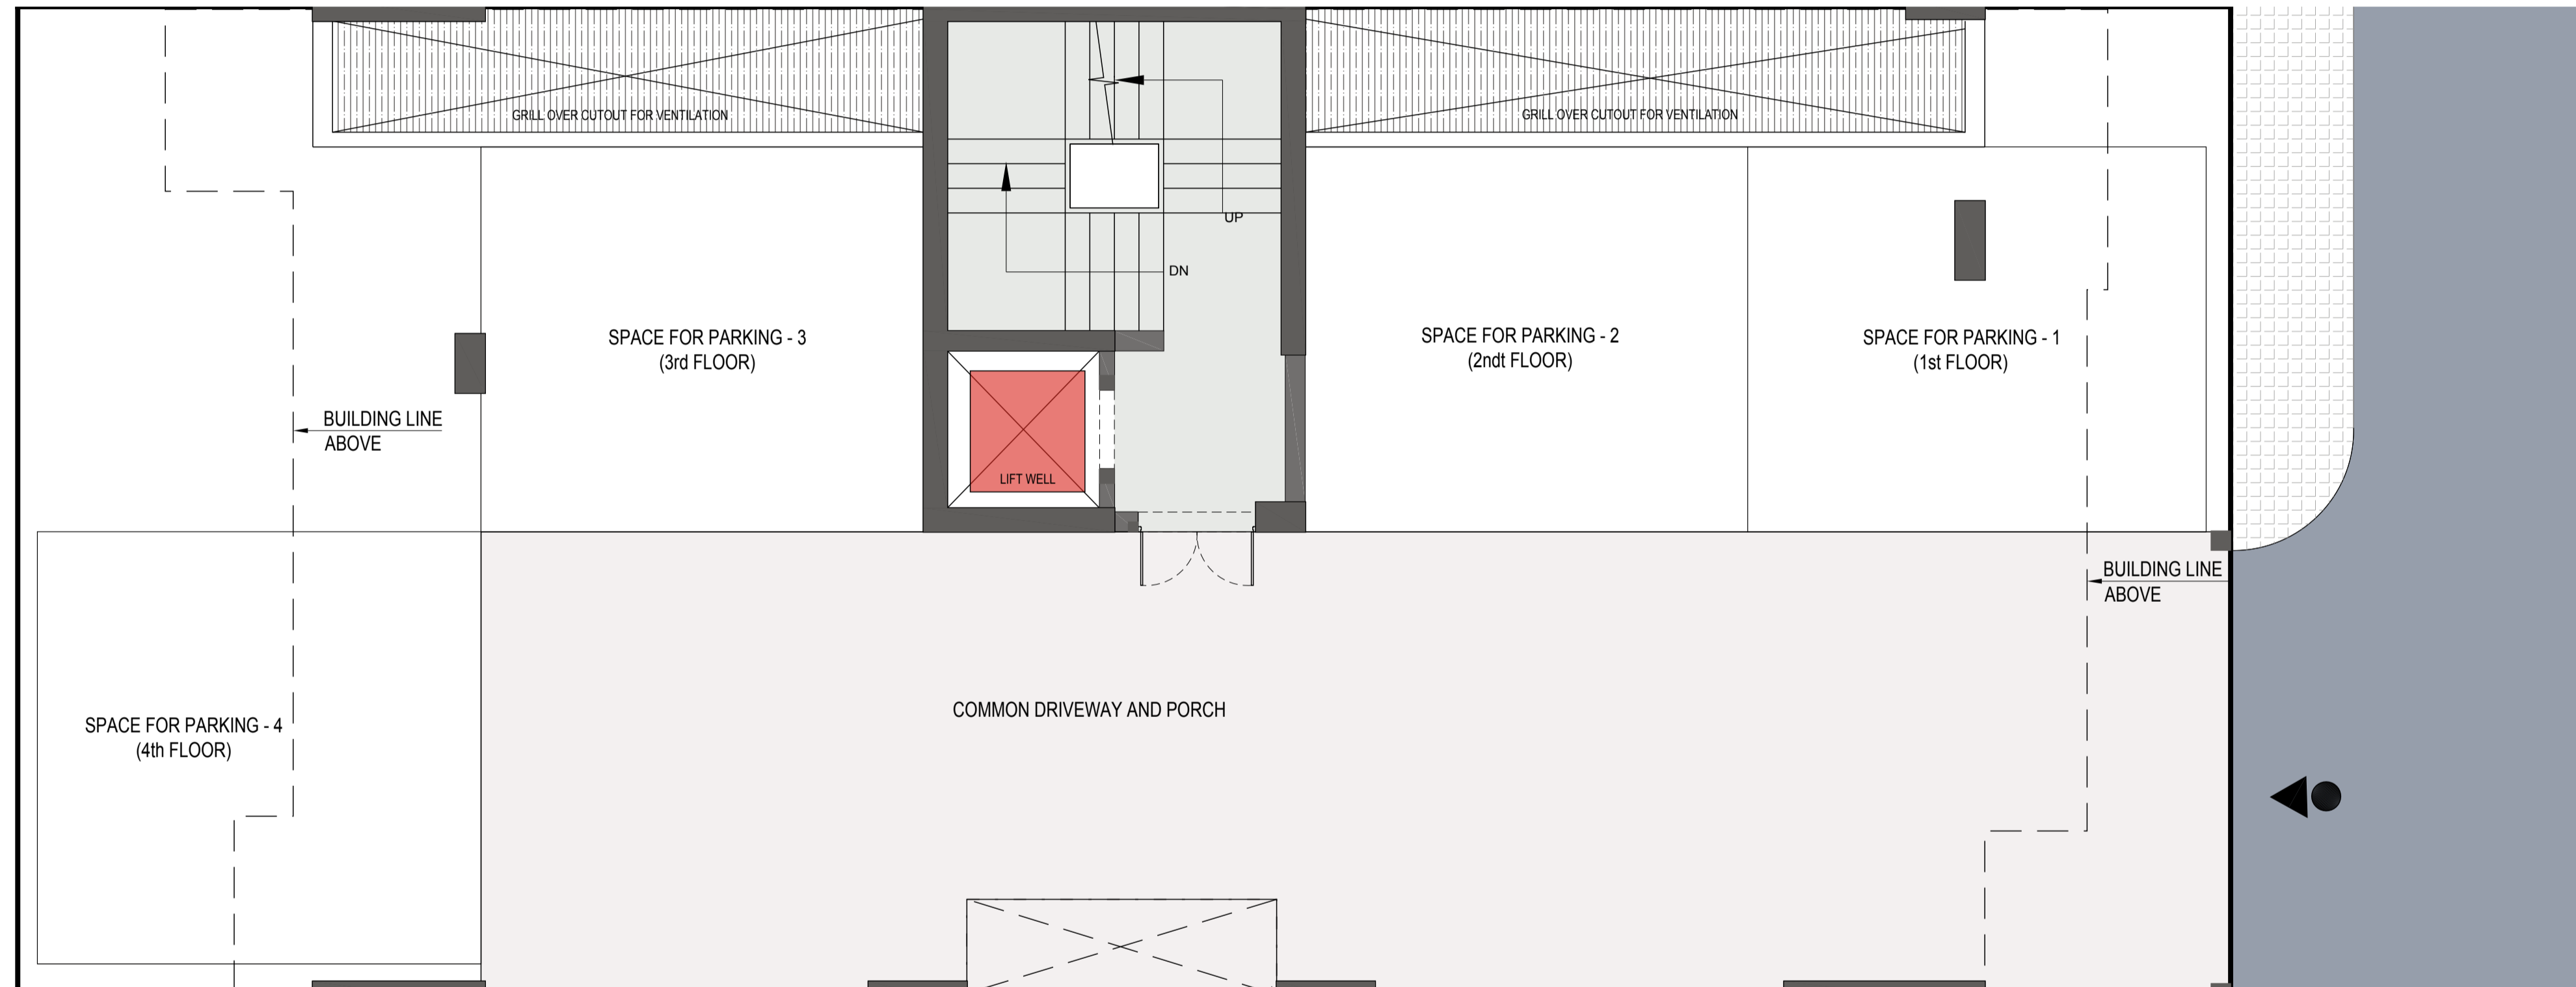 GRILL OVER CUTOUT FOR VENTILATION
GRILL OVER CUTOUT FOR VENTILATION
UP
DN
SPACE FOR PARKING - 3
(3rd FLOOR)
SPACE FOR PARKING - 2
(2ndt FLOOR)
SPACE FOR PARKING - 1
(1st FLOOR)
BUILDING LINE
ABOVE
LIFT WELL
BUILDING LINE
ABOVE
SPACE FOR PARKING - 4
(4th FLOOR)
COMMON DRIVEWAY AND PORCH